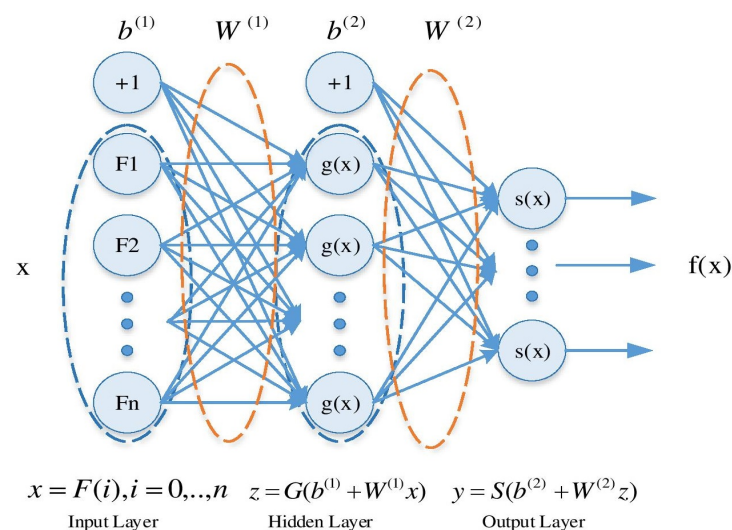 b^(1) W^(1) b^(2) W^(2)
+1 +1
F1 g(x)
s(x)
F2 g(x)
x f(x)
s(x)
Fn g(x)
x = F(i), i = 0,..,n z = G(b^(1) + W^(1) x) y = S(b^(2) + W^(2) z)
Input Layer Hidden Layer Output Layer